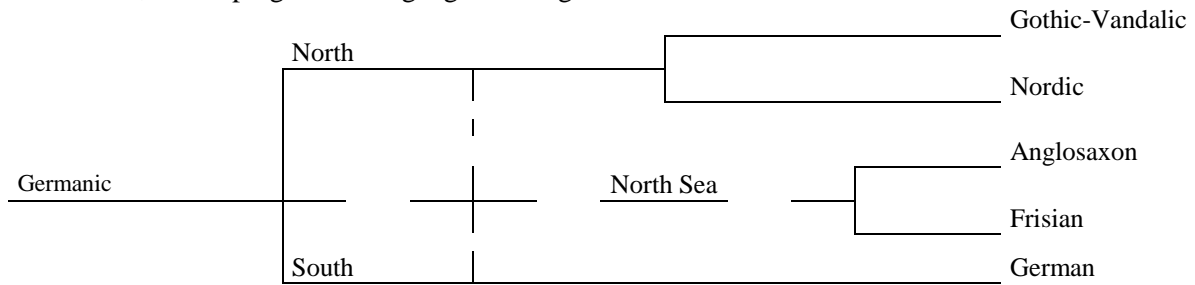 Gothic-Vandalic
North
Nordic
Anglosaxon
Germanic
North Sea
Frisian
South
German